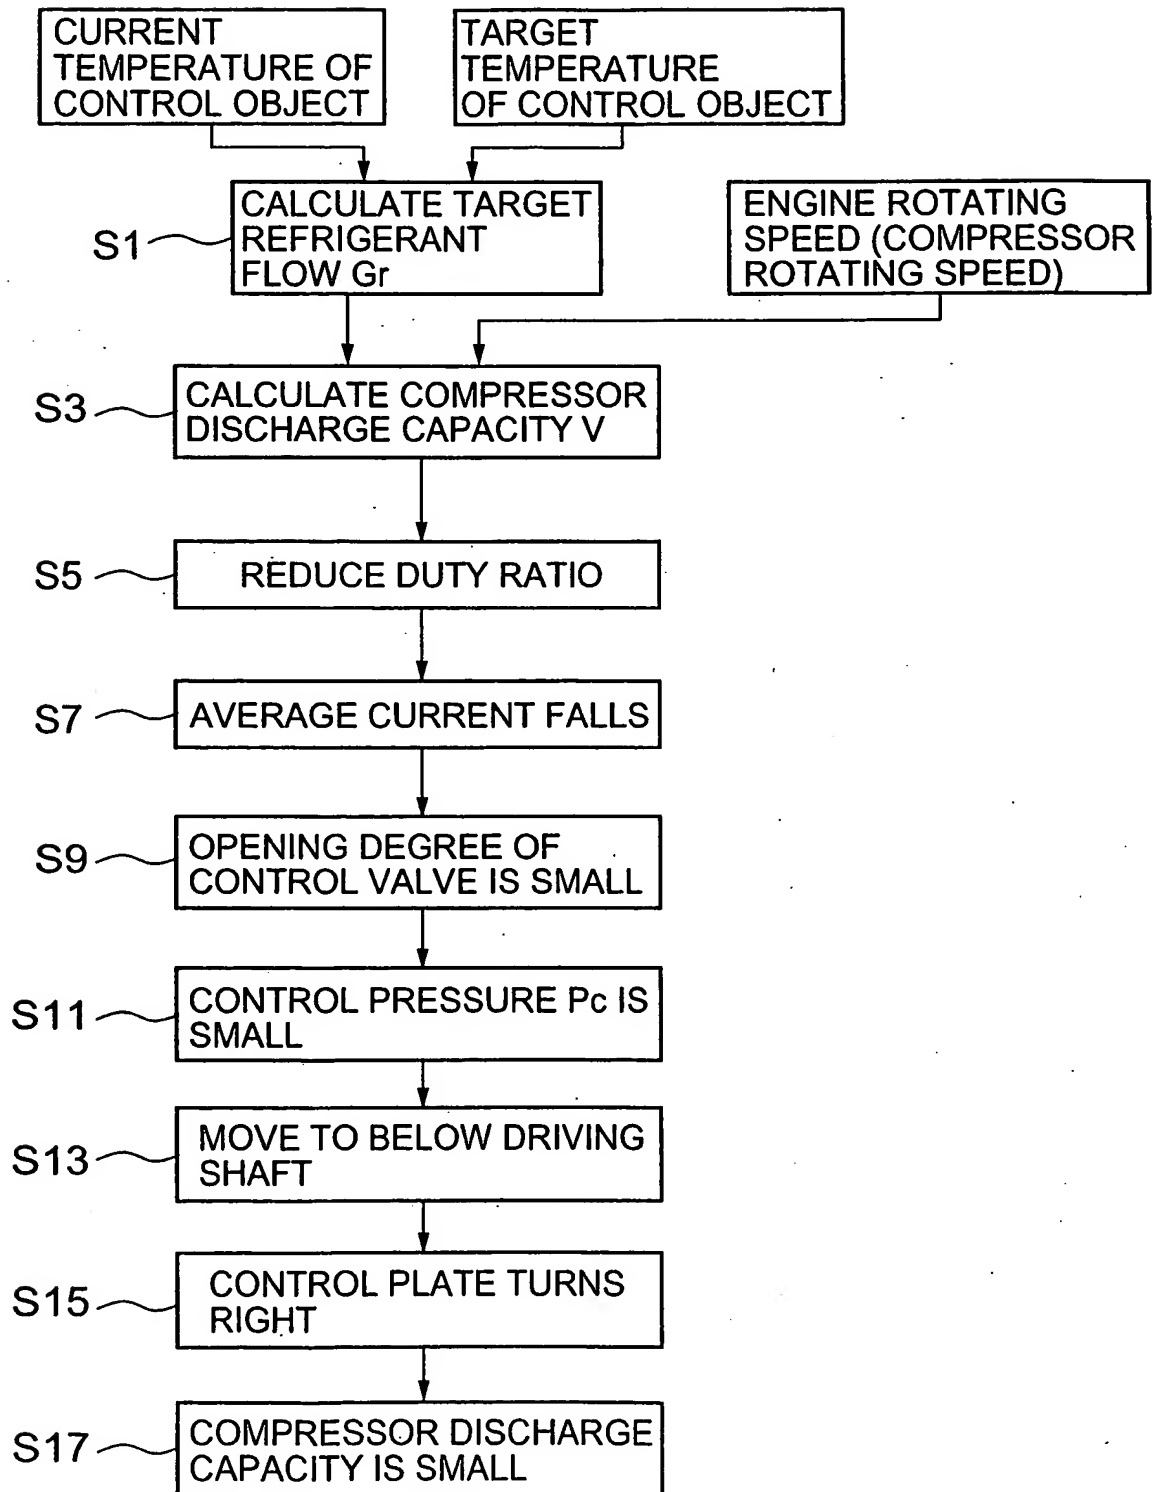 CURRENT
TEMPERATURE OF
CONTROL OBJECT
TARGET
TEMPERATURE
OF CONTROL OBJECT
S1
CALCULATE TARGET
REFRIGERANT
FLOW Gr
ENGINE ROTATING
SPEED (COMPRESSOR
ROTATING SPEED)
S3
CALCULATE COMPRESSOR
DISCHARGE CAPACITY V
S5
REDUCE DUTY RATIO
S7
AVERAGE CURRENT FALLS
S9
OPENING DEGREE OF
CONTROL VALVE IS SMALL
S11
CONTROL PRESSURE Pc IS
SMALL
S13
MOVE TO BELOW DRIVING
SHAFT
S15
CONTROL PLATE TURNS
RIGHT
S17
COMPRESSOR DISCHARGE
CAPACITY IS SMALL